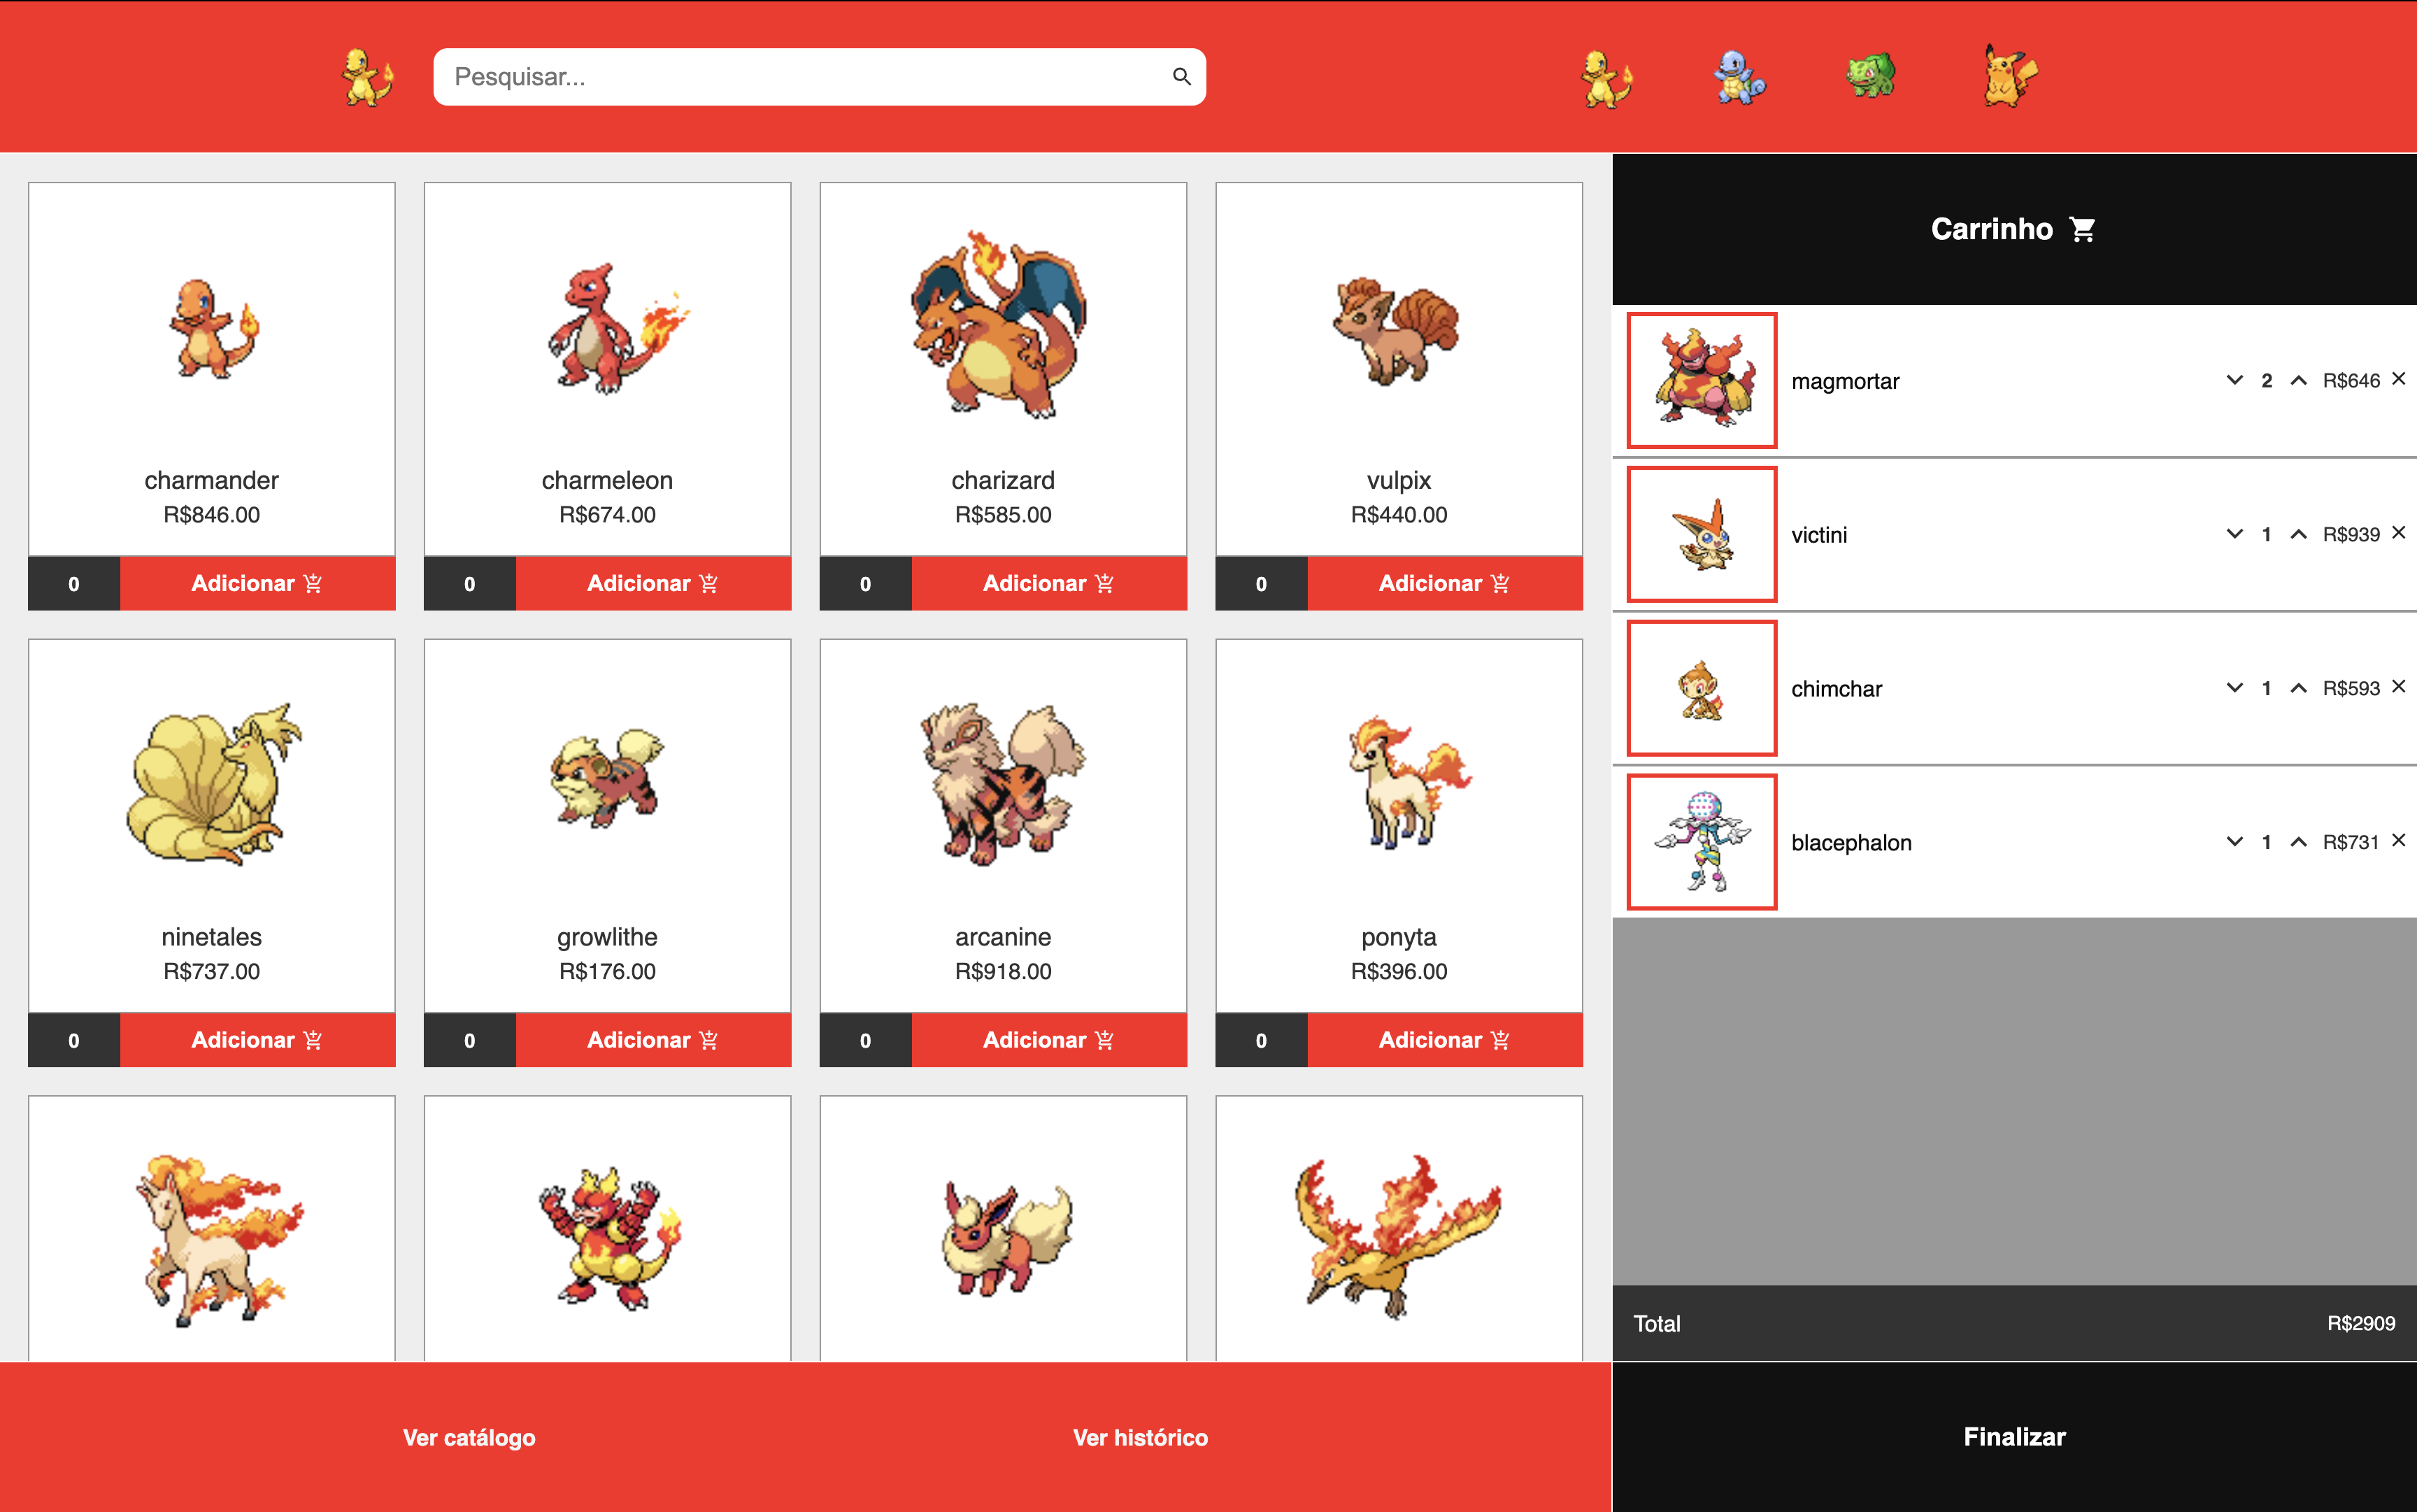 Pesquisar...
charmander
R$846.00
0 Adicionar
charmeleon
R$674.00
0 Adicionar
charizard
R$585.00
0 Adicionar
vulpix
R$440.00
0 Adicionar
ninetales
R$737.00
0 Adicionar
growlithe
R$176.00
0 Adicionar
arcanine
R$918.00
0 Adicionar
ponyta
R$396.00
0 Adicionar
Carrinho
magmortar 2 R$646
victini 1 R$939
chimchar 1 R$593
blacephalon 1 R$731
Total R$2909
Ver catálogo
Ver histórico
Finalizar